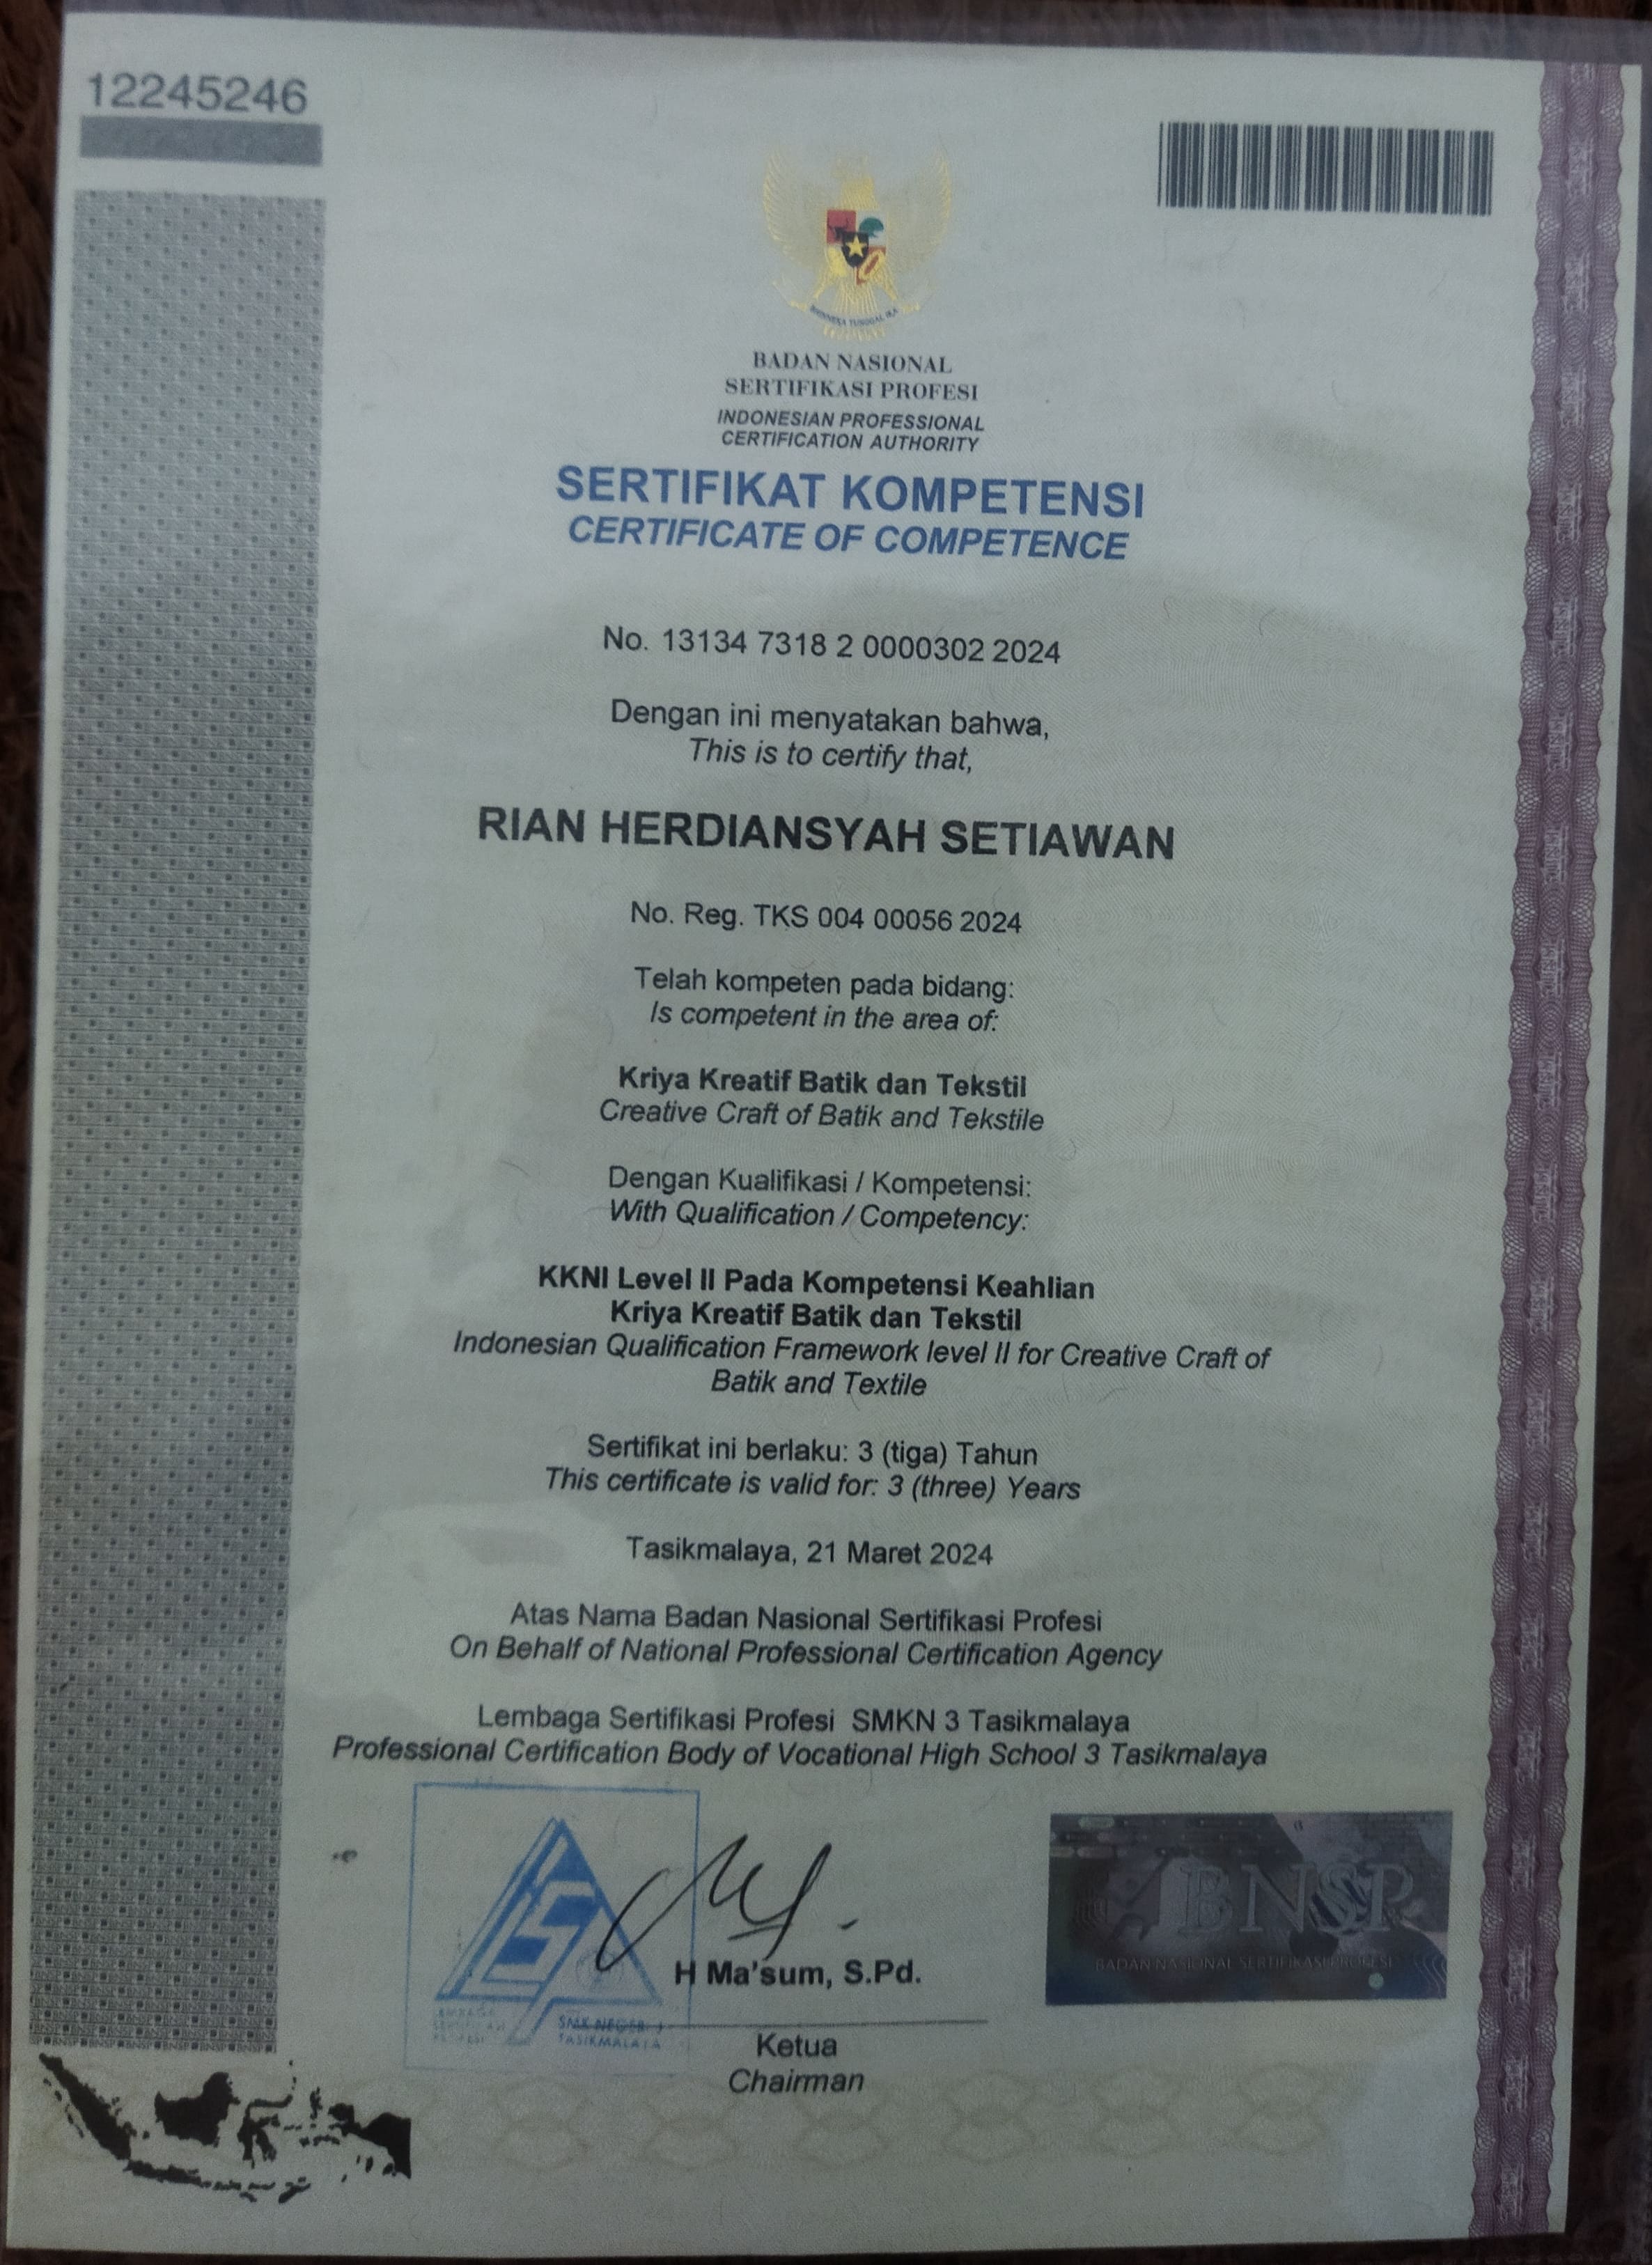 12245246
BHINNEKA TUNGGAL IKA
BADAN NASIONAL
SERTIFIKASI PROFESI
INDONESIAN PROFESSIONAL
CERTIFICATION AUTHORITY
SERTIFIKAT KOMPETENSI
CERTIFICATE OF COMPETENCE
No. 13134 7318 2 0000302 2024
Dengan ini menyatakan bahwa,
This is to certify that,
RIAN HERDIANSYAH SETIAWAN
No. Reg. TKS 004 00056 2024
Telah kompeten pada bidang:
Is competent in the area of:
Kriya Kreatif Batik dan Tekstil
Creative Craft of Batik and Tekstile
Dengan Kualifikasi / Kompetensi:
With Qualification / Competency:
KKNI Level II Pada Kompetensi Keahlian
Kriya Kreatif Batik dan Tekstil
Indonesian Qualification Framework level II for Creative Craft of
Batik and Textile
Sertifikat ini berlaku: 3 (tiga) Tahun
This certificate is valid for: 3 (three) Years
Tasikmalaya, 21 Maret 2024
Atas Nama Badan Nasional Sertifikasi Profesi
On Behalf of National Professional Certification Agency
Lembaga Sertifikasi Profesi SMKN 3 Tasikmalaya
Professional Certification Body of Vocational High School 3 Tasikmalaya
BNSP
BADAN NASIONAL SERTIFIKASI PROFESI
H Ma'sum, S.Pd.
LEMBAGA
SERTIFIKASI
PROFESI
SMK NEGERI 3
TASIKMALAYA
Ketua
Chairman